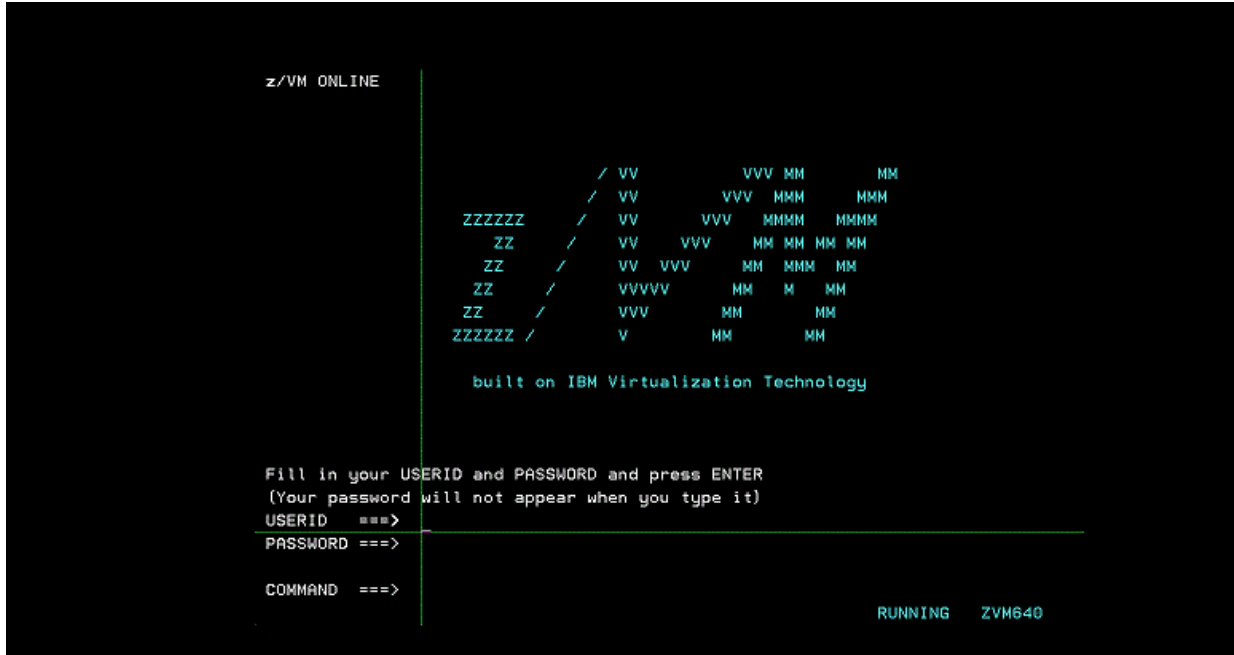 z/VM ONLINE
/ VV VVV MM MM
/ VV VVV MMM MMM
ZZZZZZ / VV VVV MMMM MMMM
ZZ / VV VVV MM MM MM MM
ZZ / VV VVV MM MMM MM
ZZ / VVVVV MM M MM
ZZ / VVV MM MM
ZZZZZZ / V MM MM
built on IBM Virtualization Technology
Fill in your USERID and PASSWORD and press ENTER
(Your password will not appear when you type it)
USERID ===>
PASSWORD ===>
COMMAND ===>
RUNNING ZVM640